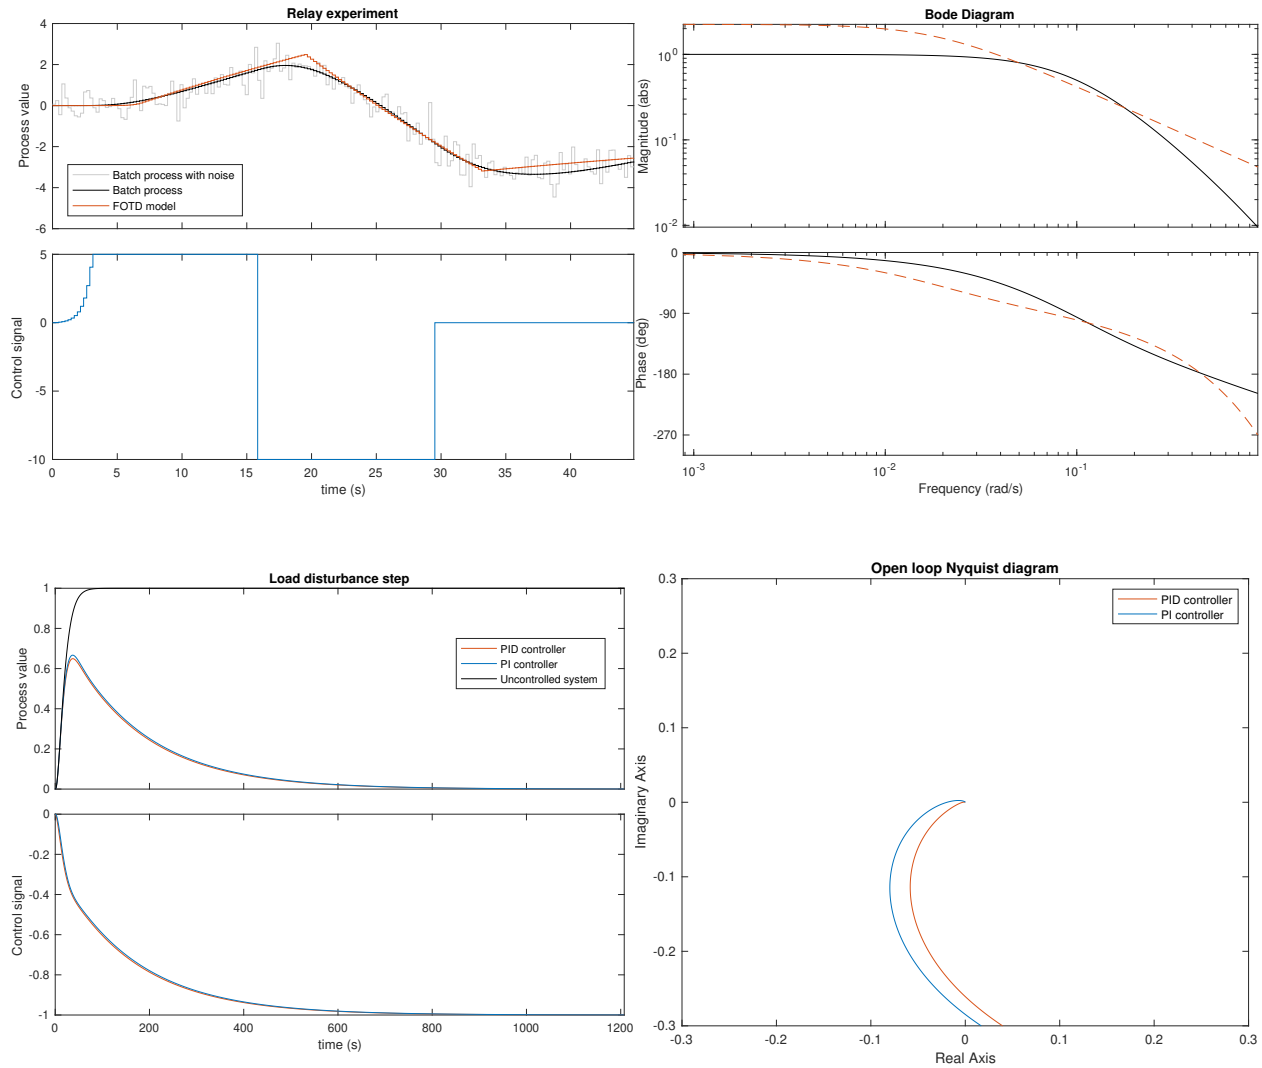 Relay experiment
4
2
0
-2
-4
-6
Process value
Batch process with noise
Batch process
FOTD model
5
0
-5
-10
Control signal
0 5 10 15 20 25 30 35 40
time (s)
Bode Diagram
10^0
10^-1
10^-2
Magnitude (abs)
0
-90
-180
-270
Phase (deg)
10^-3 10^-2 10^-1
Frequency (rad/s)
Load disturbance step
1
0.8
0.6
0.4
0.2
0
Process value
PID controller
PI controller
Uncontrolled system
0
-0.2
-0.4
-0.6
-0.8
-1
Control signal
0 200 400 600 800 1000 1200
time (s)
Open loop Nyquist diagram
0.3
0.2
0.1
0
-0.1
-0.2
-0.3
Imaginary Axis
PID controller
PI controller
-0.3 -0.2 -0.1 0 0.1 0.2 0.3
Real Axis